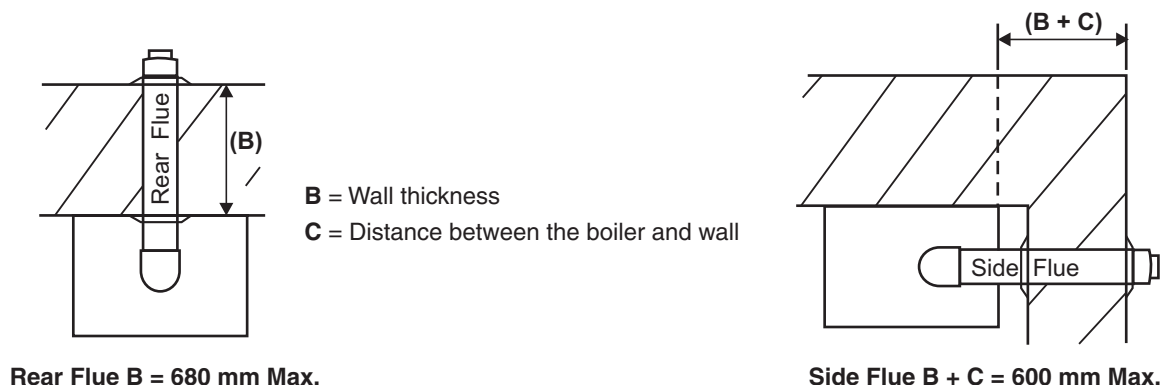 (B + C)
Rear Flue
(B)
B = Wall thickness
C = Distance between the boiler and wall
Side Flue
Rear Flue B = 680 mm Max.
Side Flue B + C = 600 mm Max.